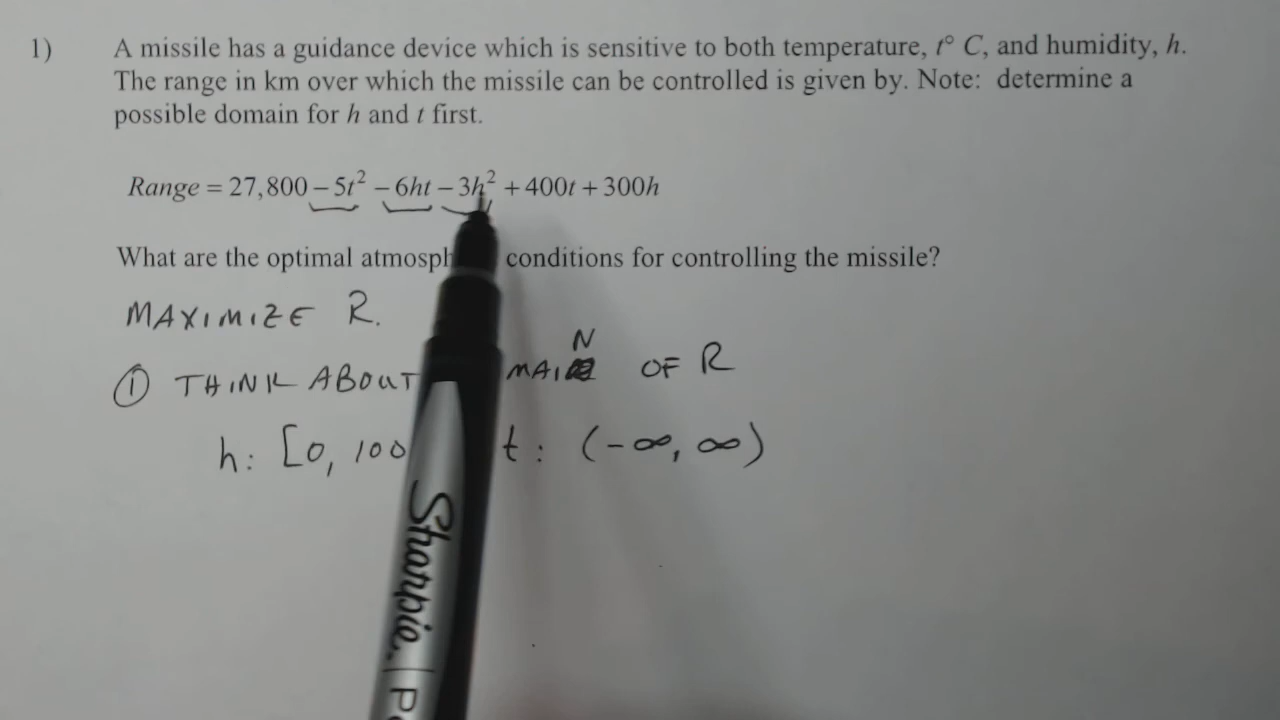 1) A missile has a guidance device which is sensitive to both temperature, t° C, and humidity, h.
The range in km over which the missile can be controlled is given by. Note: determine a
possible domain for h and t first.
Range = 27,800 – 5t² – 6ht – 3h² + 400t + 300h
What are the optimal atmosph conditions for controlling the missile?
MAXIMIZE R.
① THINK ABOUT MAIN OF R
h: [0, 100 t: (-∞, ∞)
Sharpie